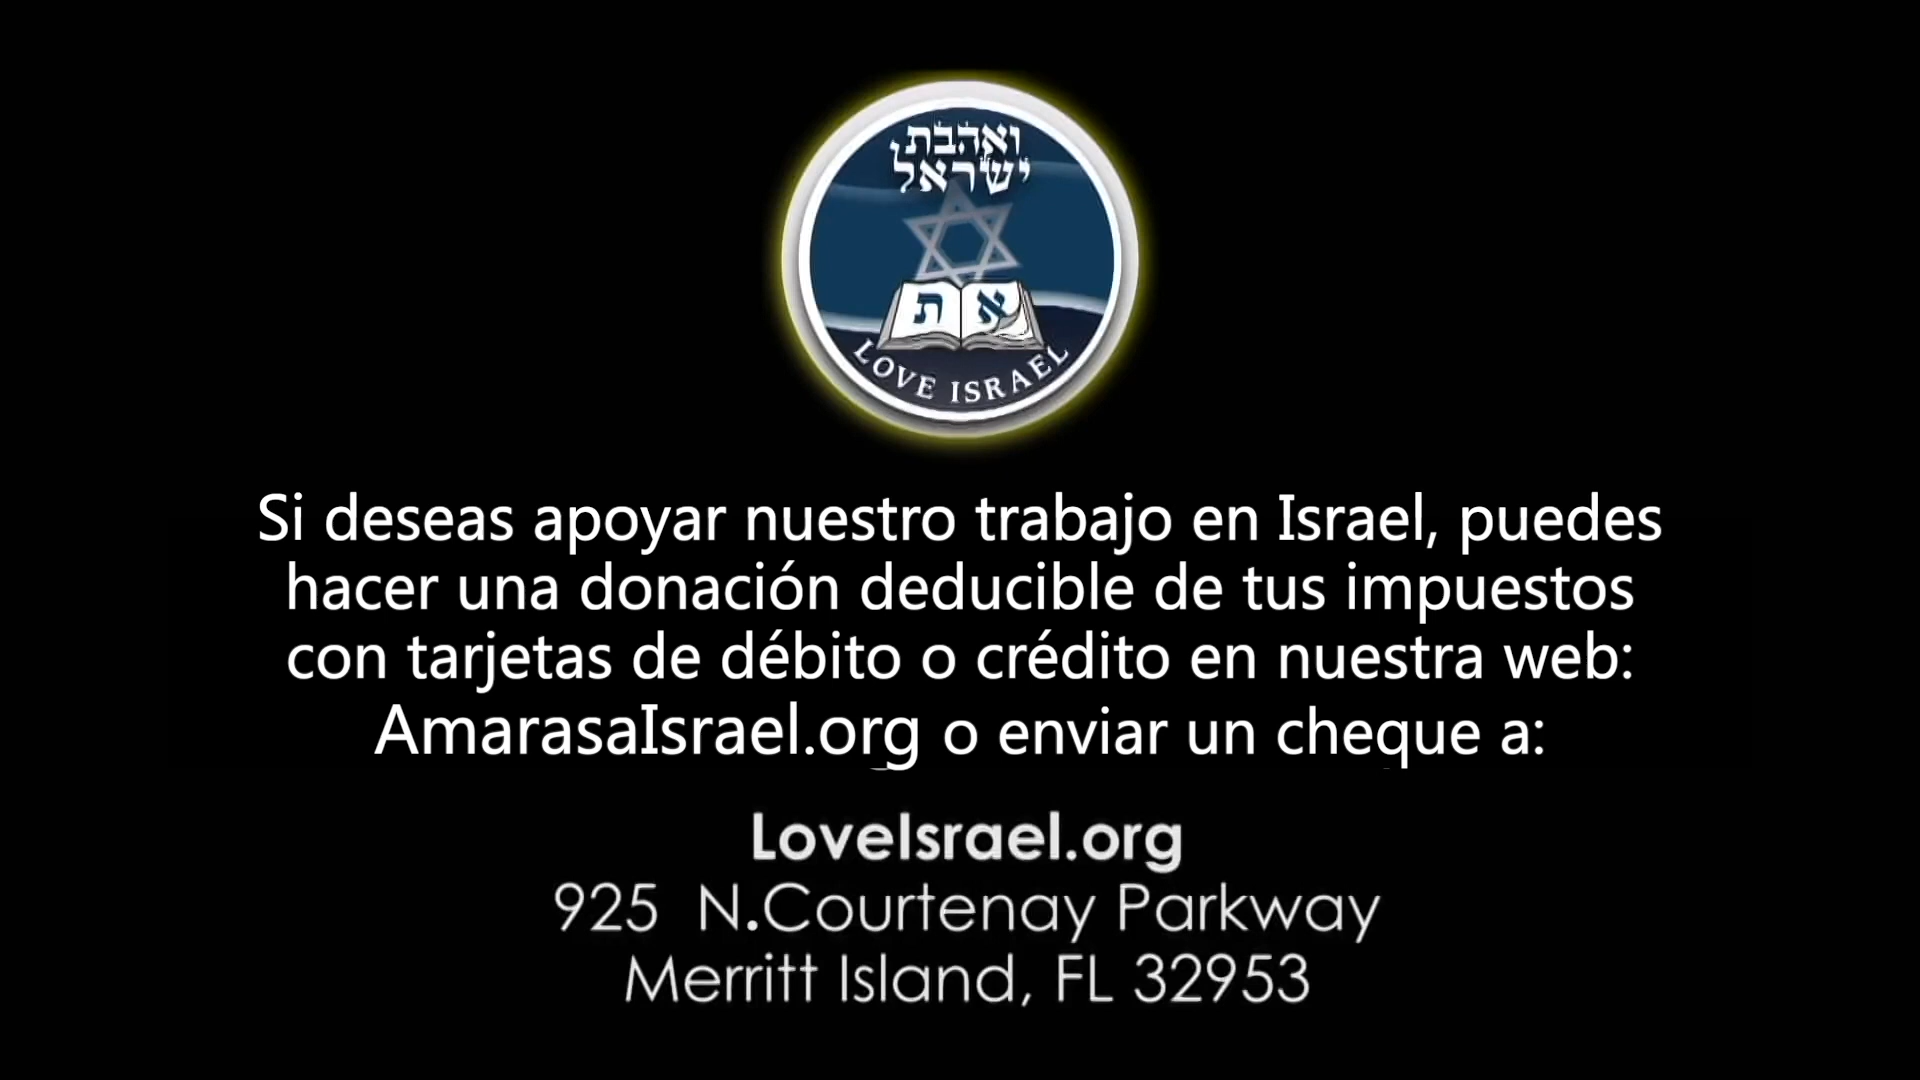 ואהבת
ישראל
ת א
LOVE ISRAEL
Si deseas apoyar nuestro trabajo en Israel, puedes
hacer una donación deducible de tus impuestos
con tarjetas de débito o crédito en nuestra web:
AmarasaIsrael.org o enviar un cheque a:
LoveIsrael.org
925 N.Courtenay Parkway
Merritt Island, FL 32953